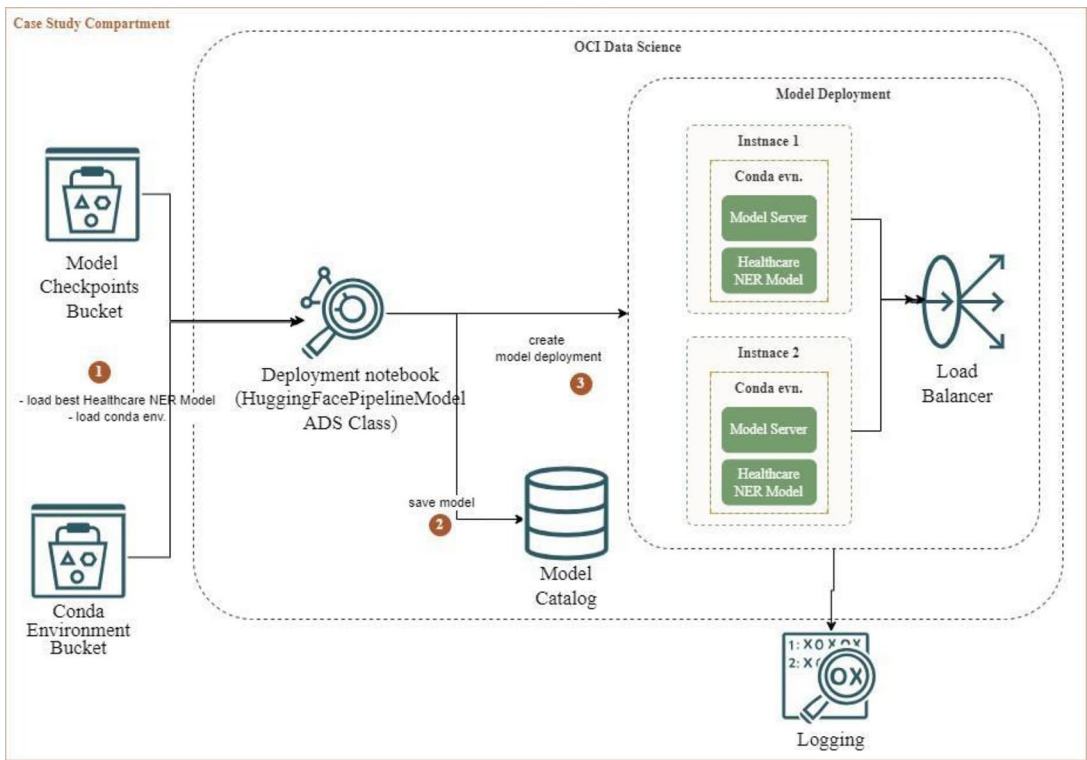 Case Study Compartment
OCI Data Science
Model Deployment
Instnace 1
Conda evn.
Model Server
Healthcare
NER Model
Instnace 2
Conda evn.
Model Server
Healthcare
NER Model
Load
Balancer
Model
Checkpoints
Bucket
1
- load best Healthcare NER Model
- load conda env.
Conda
Environment
Bucket
Deployment notebook
(HuggingFacePipelineModel
ADS Class)
create
model deployment
3
save model
2
Model
Catalog
1: X O X O X
2: X
OX
Logging